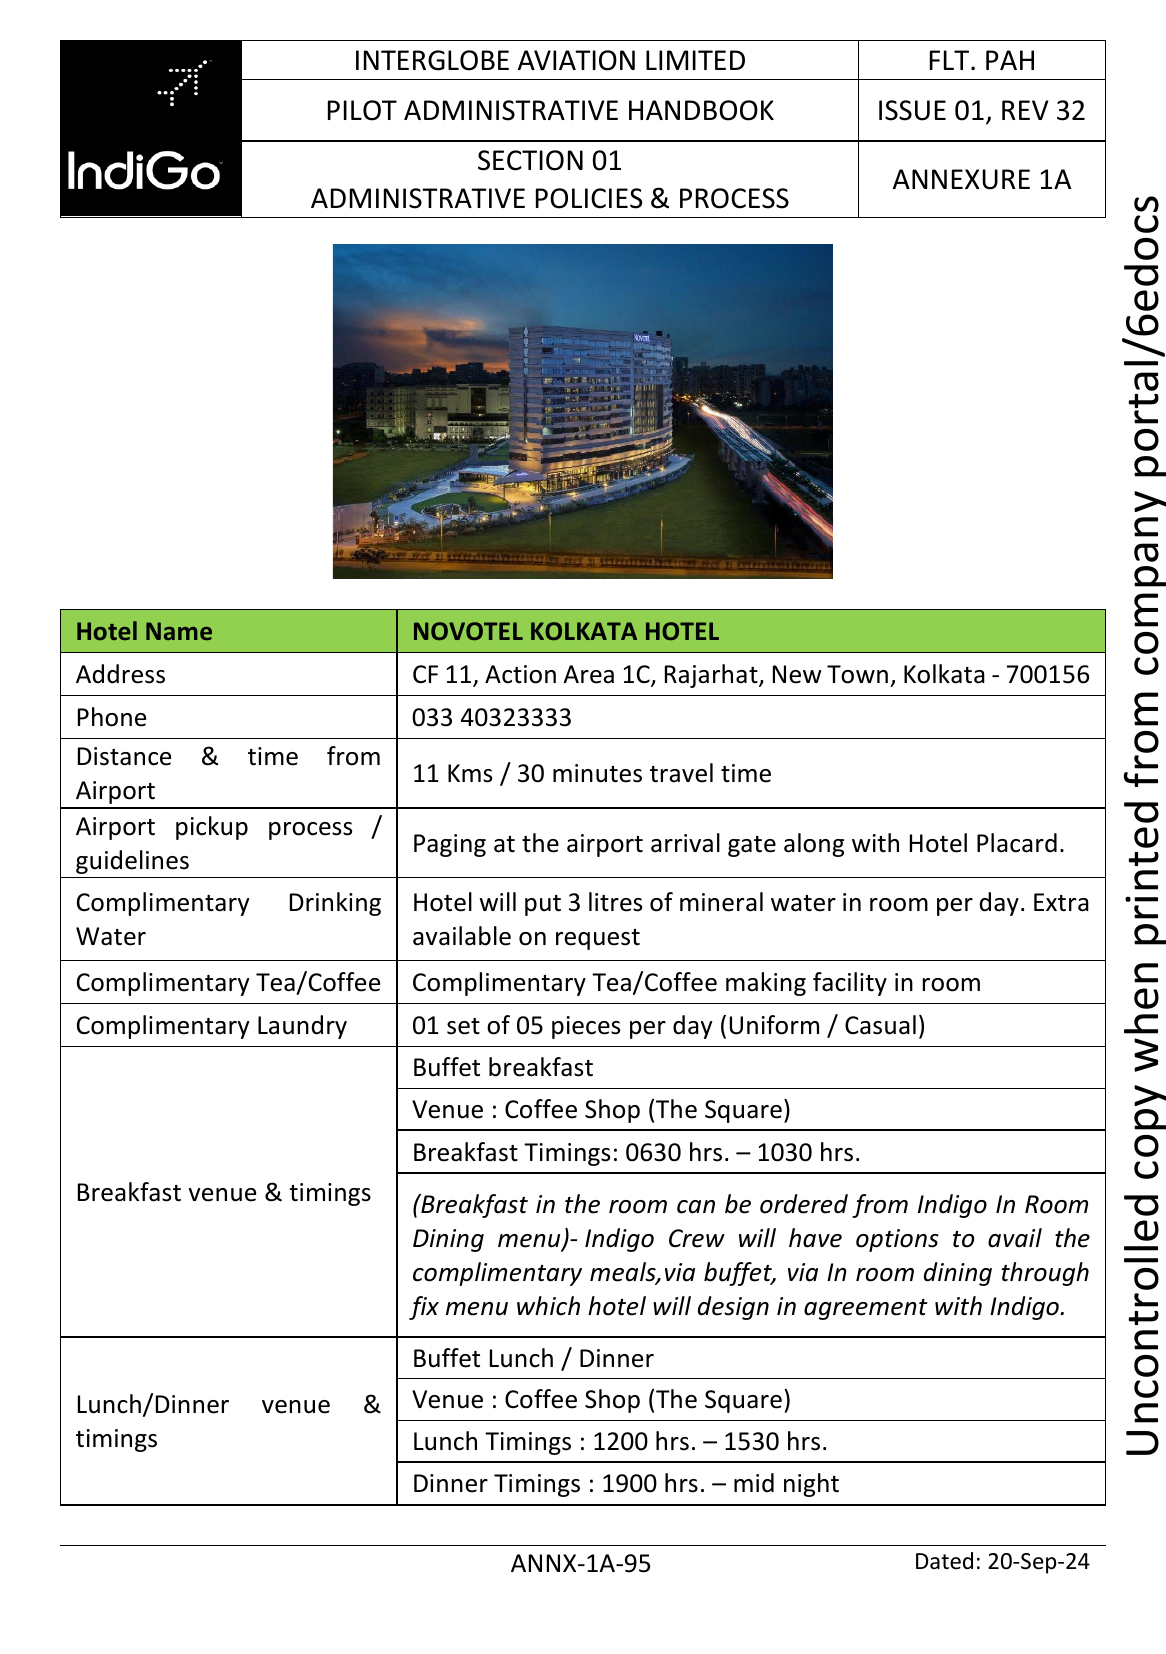 IndiGo
INTERGLOBE AVIATION LIMITED
FLT. PAH
PILOT ADMINISTRATIVE HANDBOOK
ISSUE 01, REV 32
SECTION 01
ADMINISTRATIVE POLICIES & PROCESS
ANNEXURE 1A
NOVOTEL
Hotel Name
NOVOTEL KOLKATA HOTEL
Address
CF 11, Action Area 1C, Rajarhat, New Town, Kolkata - 700156
Phone
033 40323333
Distance & time from
Airport
11 Kms / 30 minutes travel time
Airport pickup process /
guidelines
Paging at the airport arrival gate along with Hotel Placard.
Complimentary Drinking
Water
Hotel will put 3 litres of mineral water in room per day. Extra
available on request
Complimentary Tea/Coffee
Complimentary Tea/Coffee making facility in room
Complimentary Laundry
01 set of 05 pieces per day (Uniform / Casual)
Breakfast venue & timings
Buffet breakfast
Venue : Coffee Shop (The Square)
Breakfast Timings: 0630 hrs. – 1030 hrs.
(Breakfast in the room can be ordered from Indigo In Room
Dining menu)- Indigo Crew will have options to avail the
complimentary meals,via buffet, via In room dining through
fix menu which hotel will design in agreement with Indigo.
Lunch/Dinner venue &
timings
Buffet Lunch / Dinner
Venue : Coffee Shop (The Square)
Lunch Timings : 1200 hrs. – 1530 hrs.
Dinner Timings : 1900 hrs. – mid night
ANNX-1A-95
Dated: 20-Sep-24
Uncontrolled copy when printed from company portal/6edocs